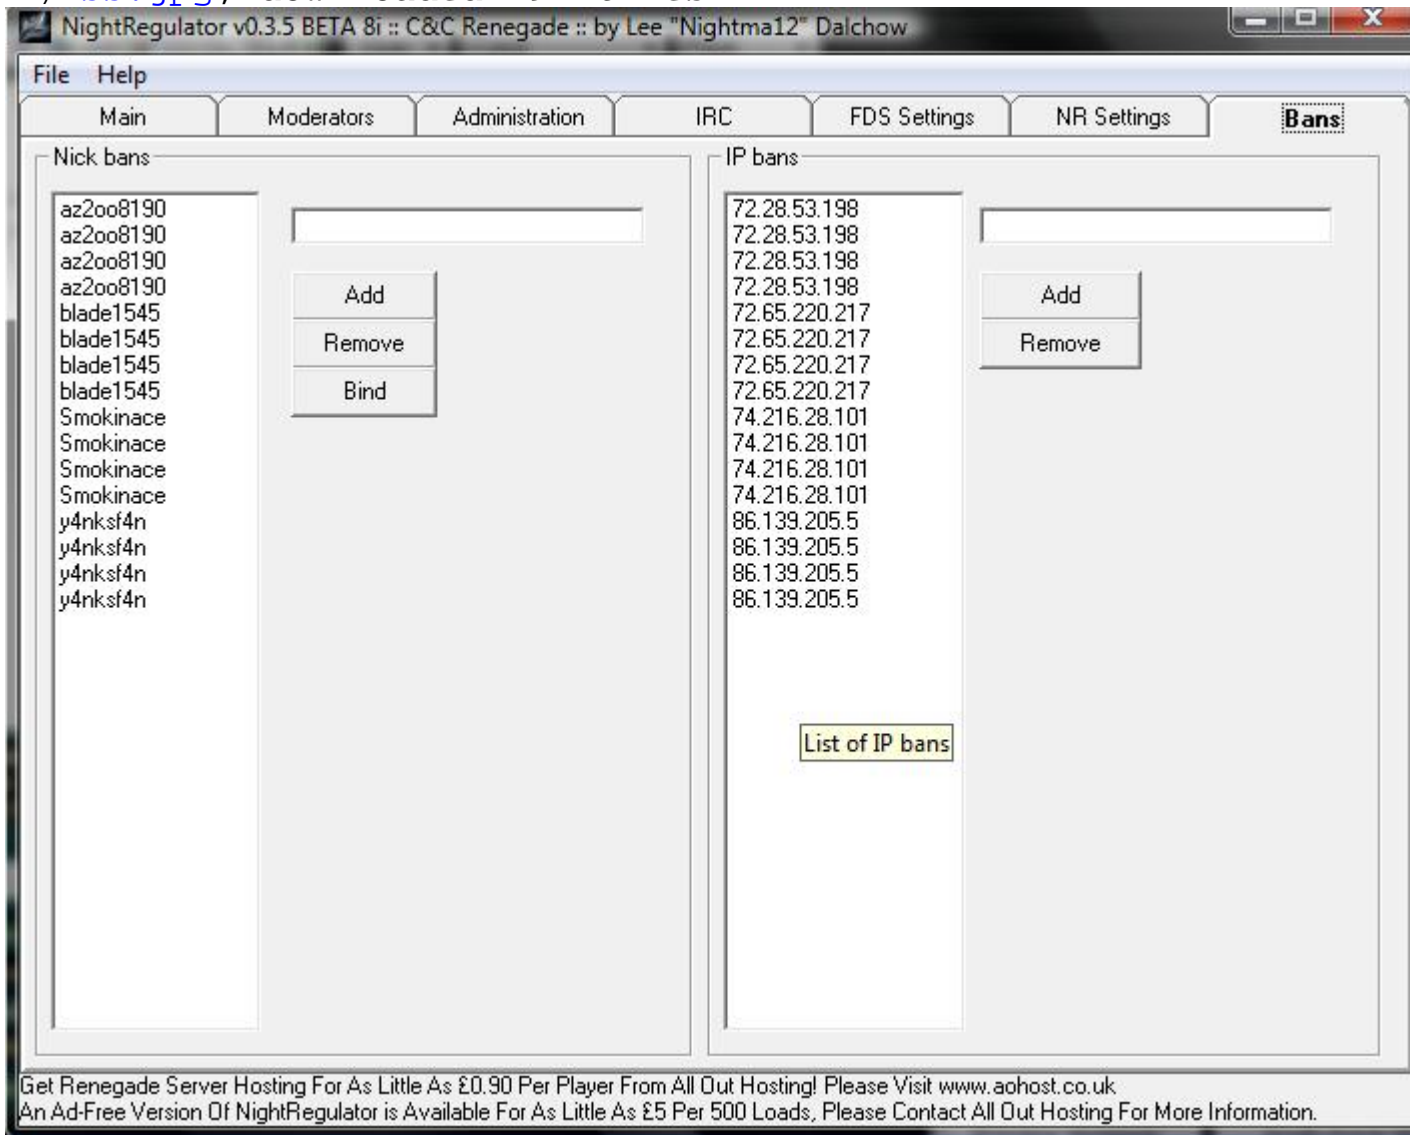 NightRegulator v0.3.5 BETA 8i :: C&C Renegade :: by Lee "Nightma12" Dalchow
File Help
Main Moderators Administration IRC FDS Settings NR Settings Bans
Nick bans
az2oo8190
az2oo8190
az2oo8190
az2oo8190
blade1545
blade1545
blade1545
blade1545
Smokinace
Smokinace
Smokinace
Smokinace
y4nksf4n
y4nksf4n
y4nksf4n
y4nksf4n
Add
Remove
Bind
IP bans
72.28.53.198
72.28.53.198
72.28.53.198
72.28.53.198
72.65.220.217
72.65.220.217
72.65.220.217
72.65.220.217
74.216.28.101
74.216.28.101
74.216.28.101
74.216.28.101
86.139.205.5
86.139.205.5
86.139.205.5
86.139.205.5
Add
Remove
List of IP bans
Get Renegade Server Hosting For As Little As £0.90 Per Player From All Out Hosting! Please Visit www.aohost.co.uk
An Ad-Free Version Of NightRegulator is Available For As Little As £5 Per 500 Loads, Please Contact All Out Hosting For More Information.